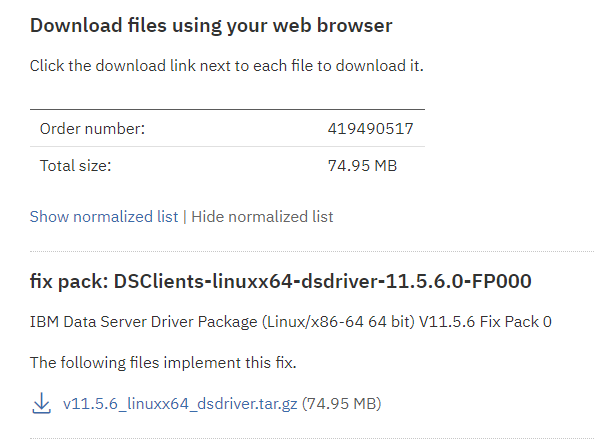 Download files using your web browser
Click the download link next to each file to download it.
Order number: 419490517
Total size: 74.95 MB
Show normalized list | Hide normalized list
fix pack: DSClients-linuxx64-dsdriver-11.5.6.0-FP000
IBM Data Server Driver Package (Linux/x86-64 64 bit) V11.5.6 Fix Pack 0
The following files implement this fix.
v11.5.6_linuxx64_dsdriver.tar.gz (74.95 MB)